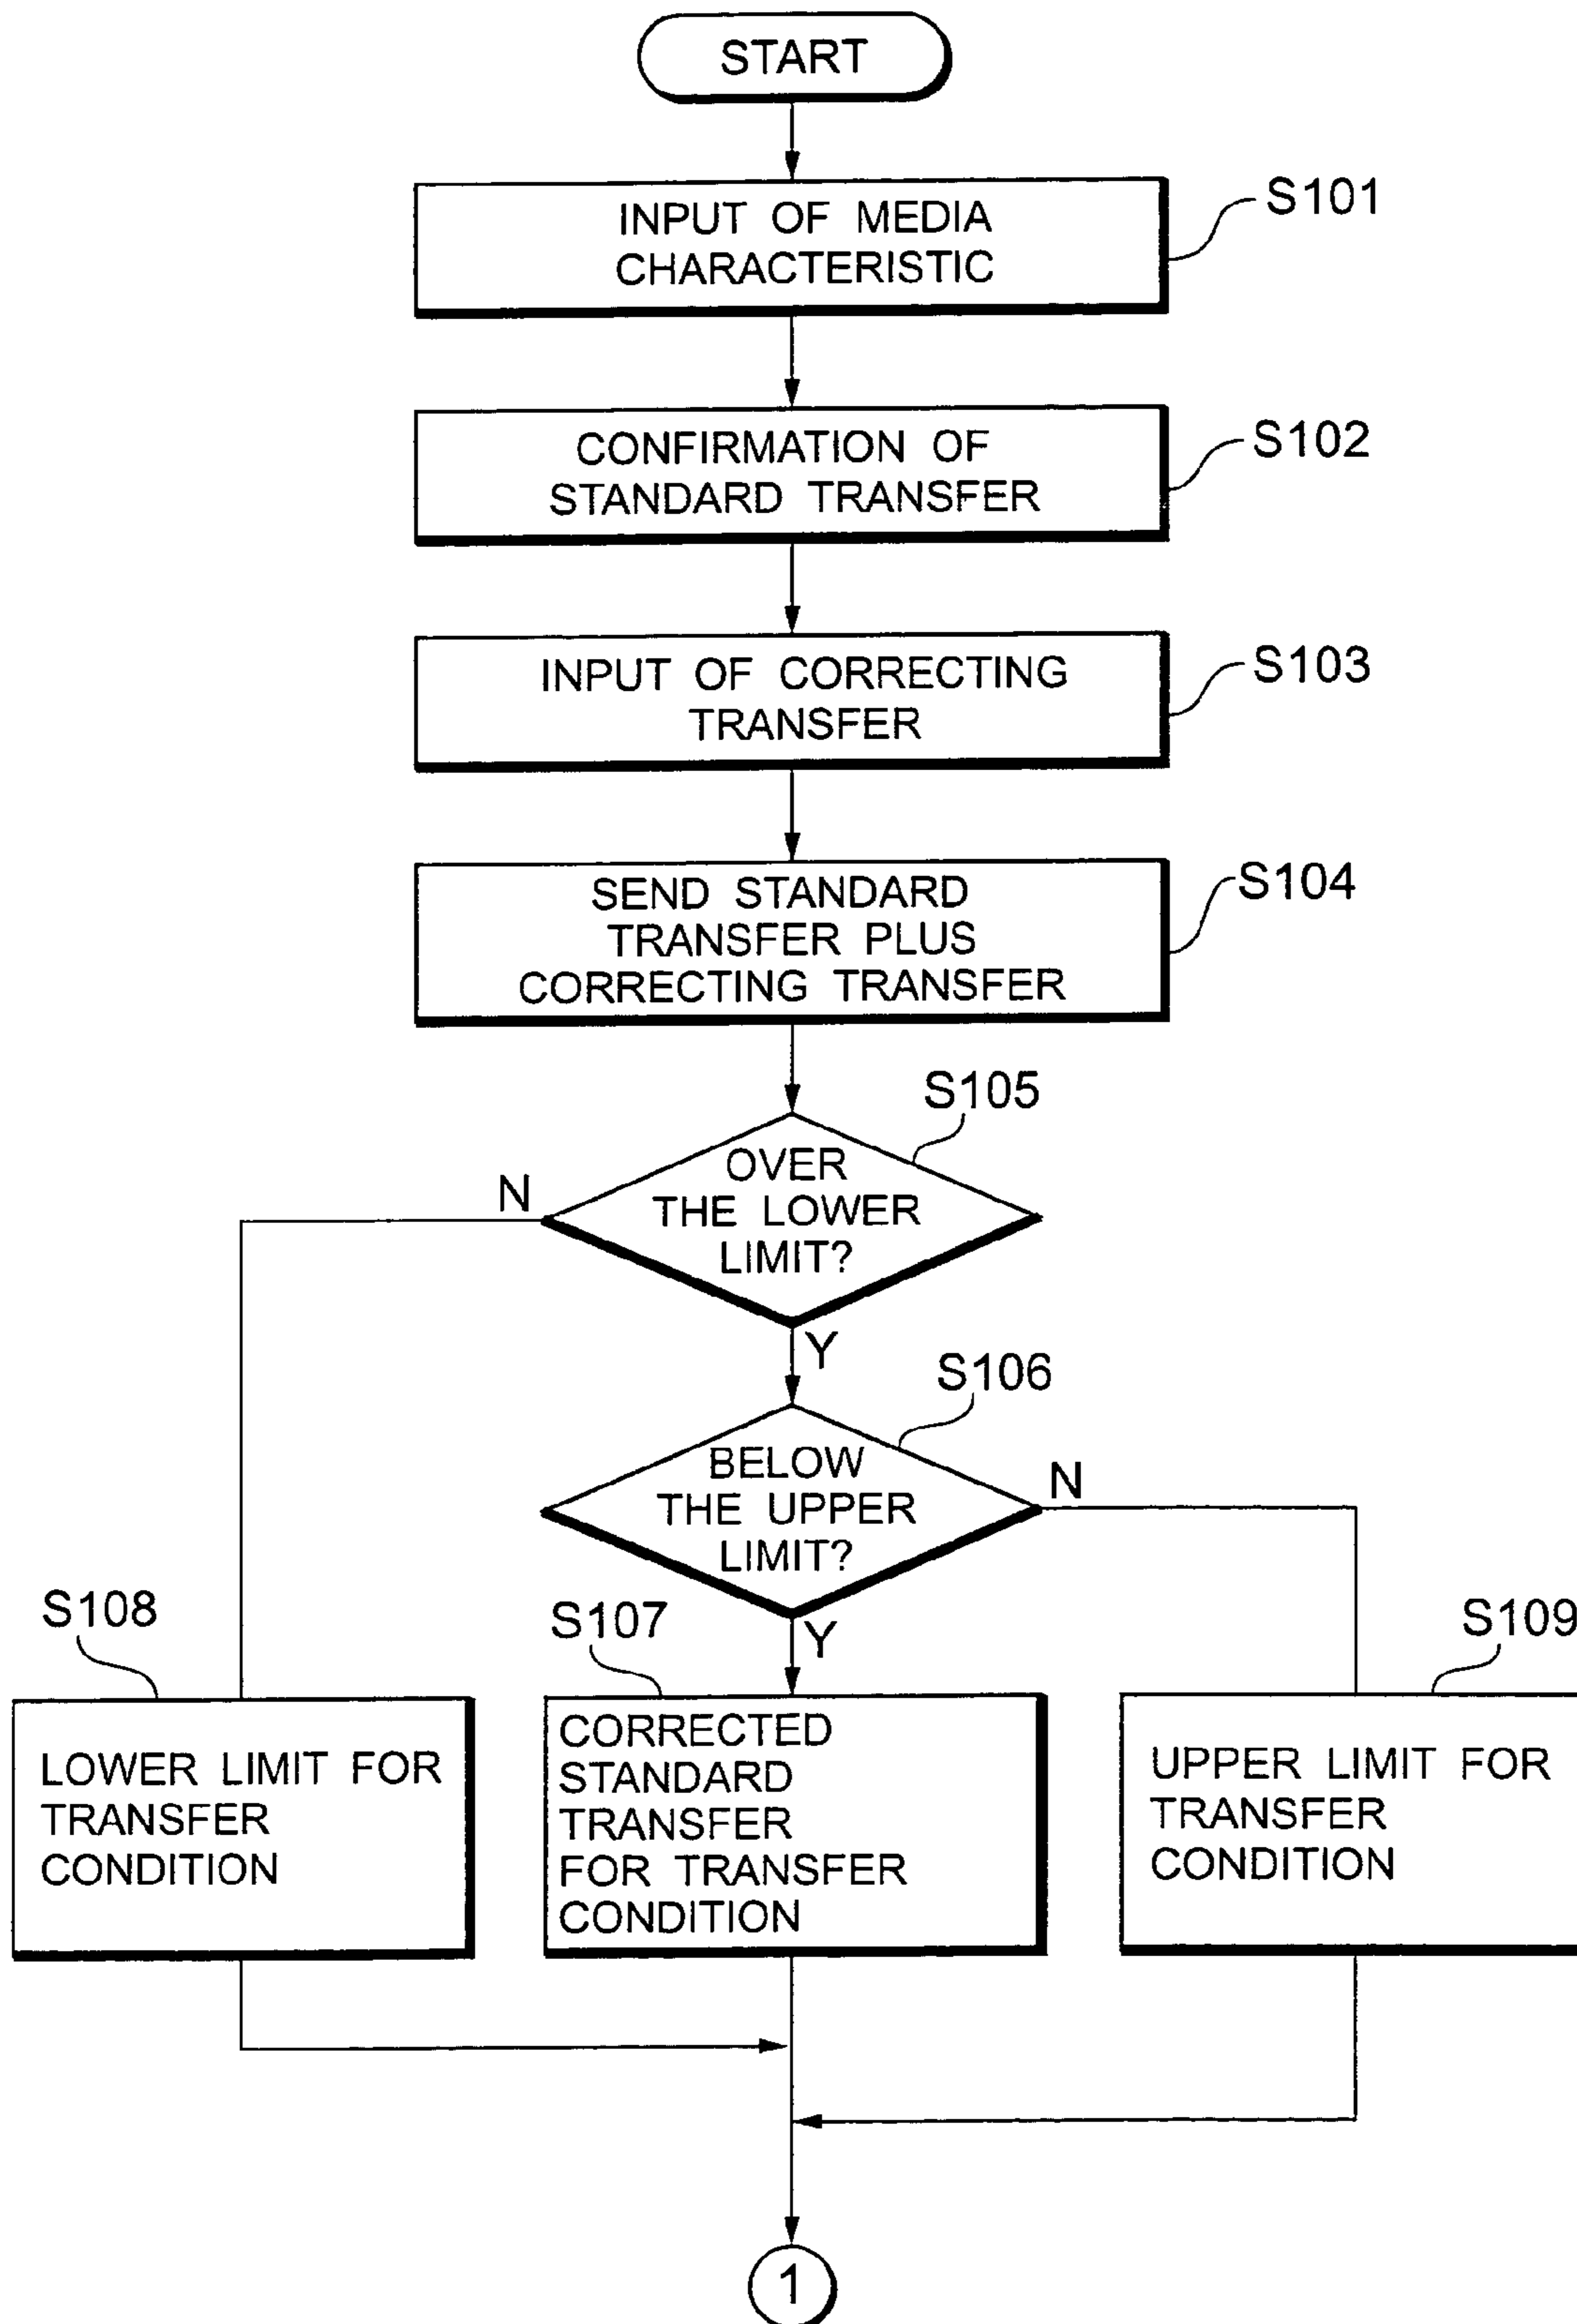 START
S101
INPUT OF MEDIA
CHARACTERISTIC
S102
CONFIRMATION OF
STANDARD TRANSFER
S103
INPUT OF CORRECTING
TRANSFER
S104
SEND STANDARD
TRANSFER PLUS
CORRECTING TRANSFER
S105
OVER
THE LOWER
LIMIT?
N
Y
S106
BELOW
THE UPPER
LIMIT?
N
Y
S108
LOWER LIMIT FOR
TRANSFER
CONDITION
S107
CORRECTED
STANDARD
TRANSFER
FOR TRANSFER
CONDITION
S109
UPPER LIMIT FOR
TRANSFER
CONDITION
1